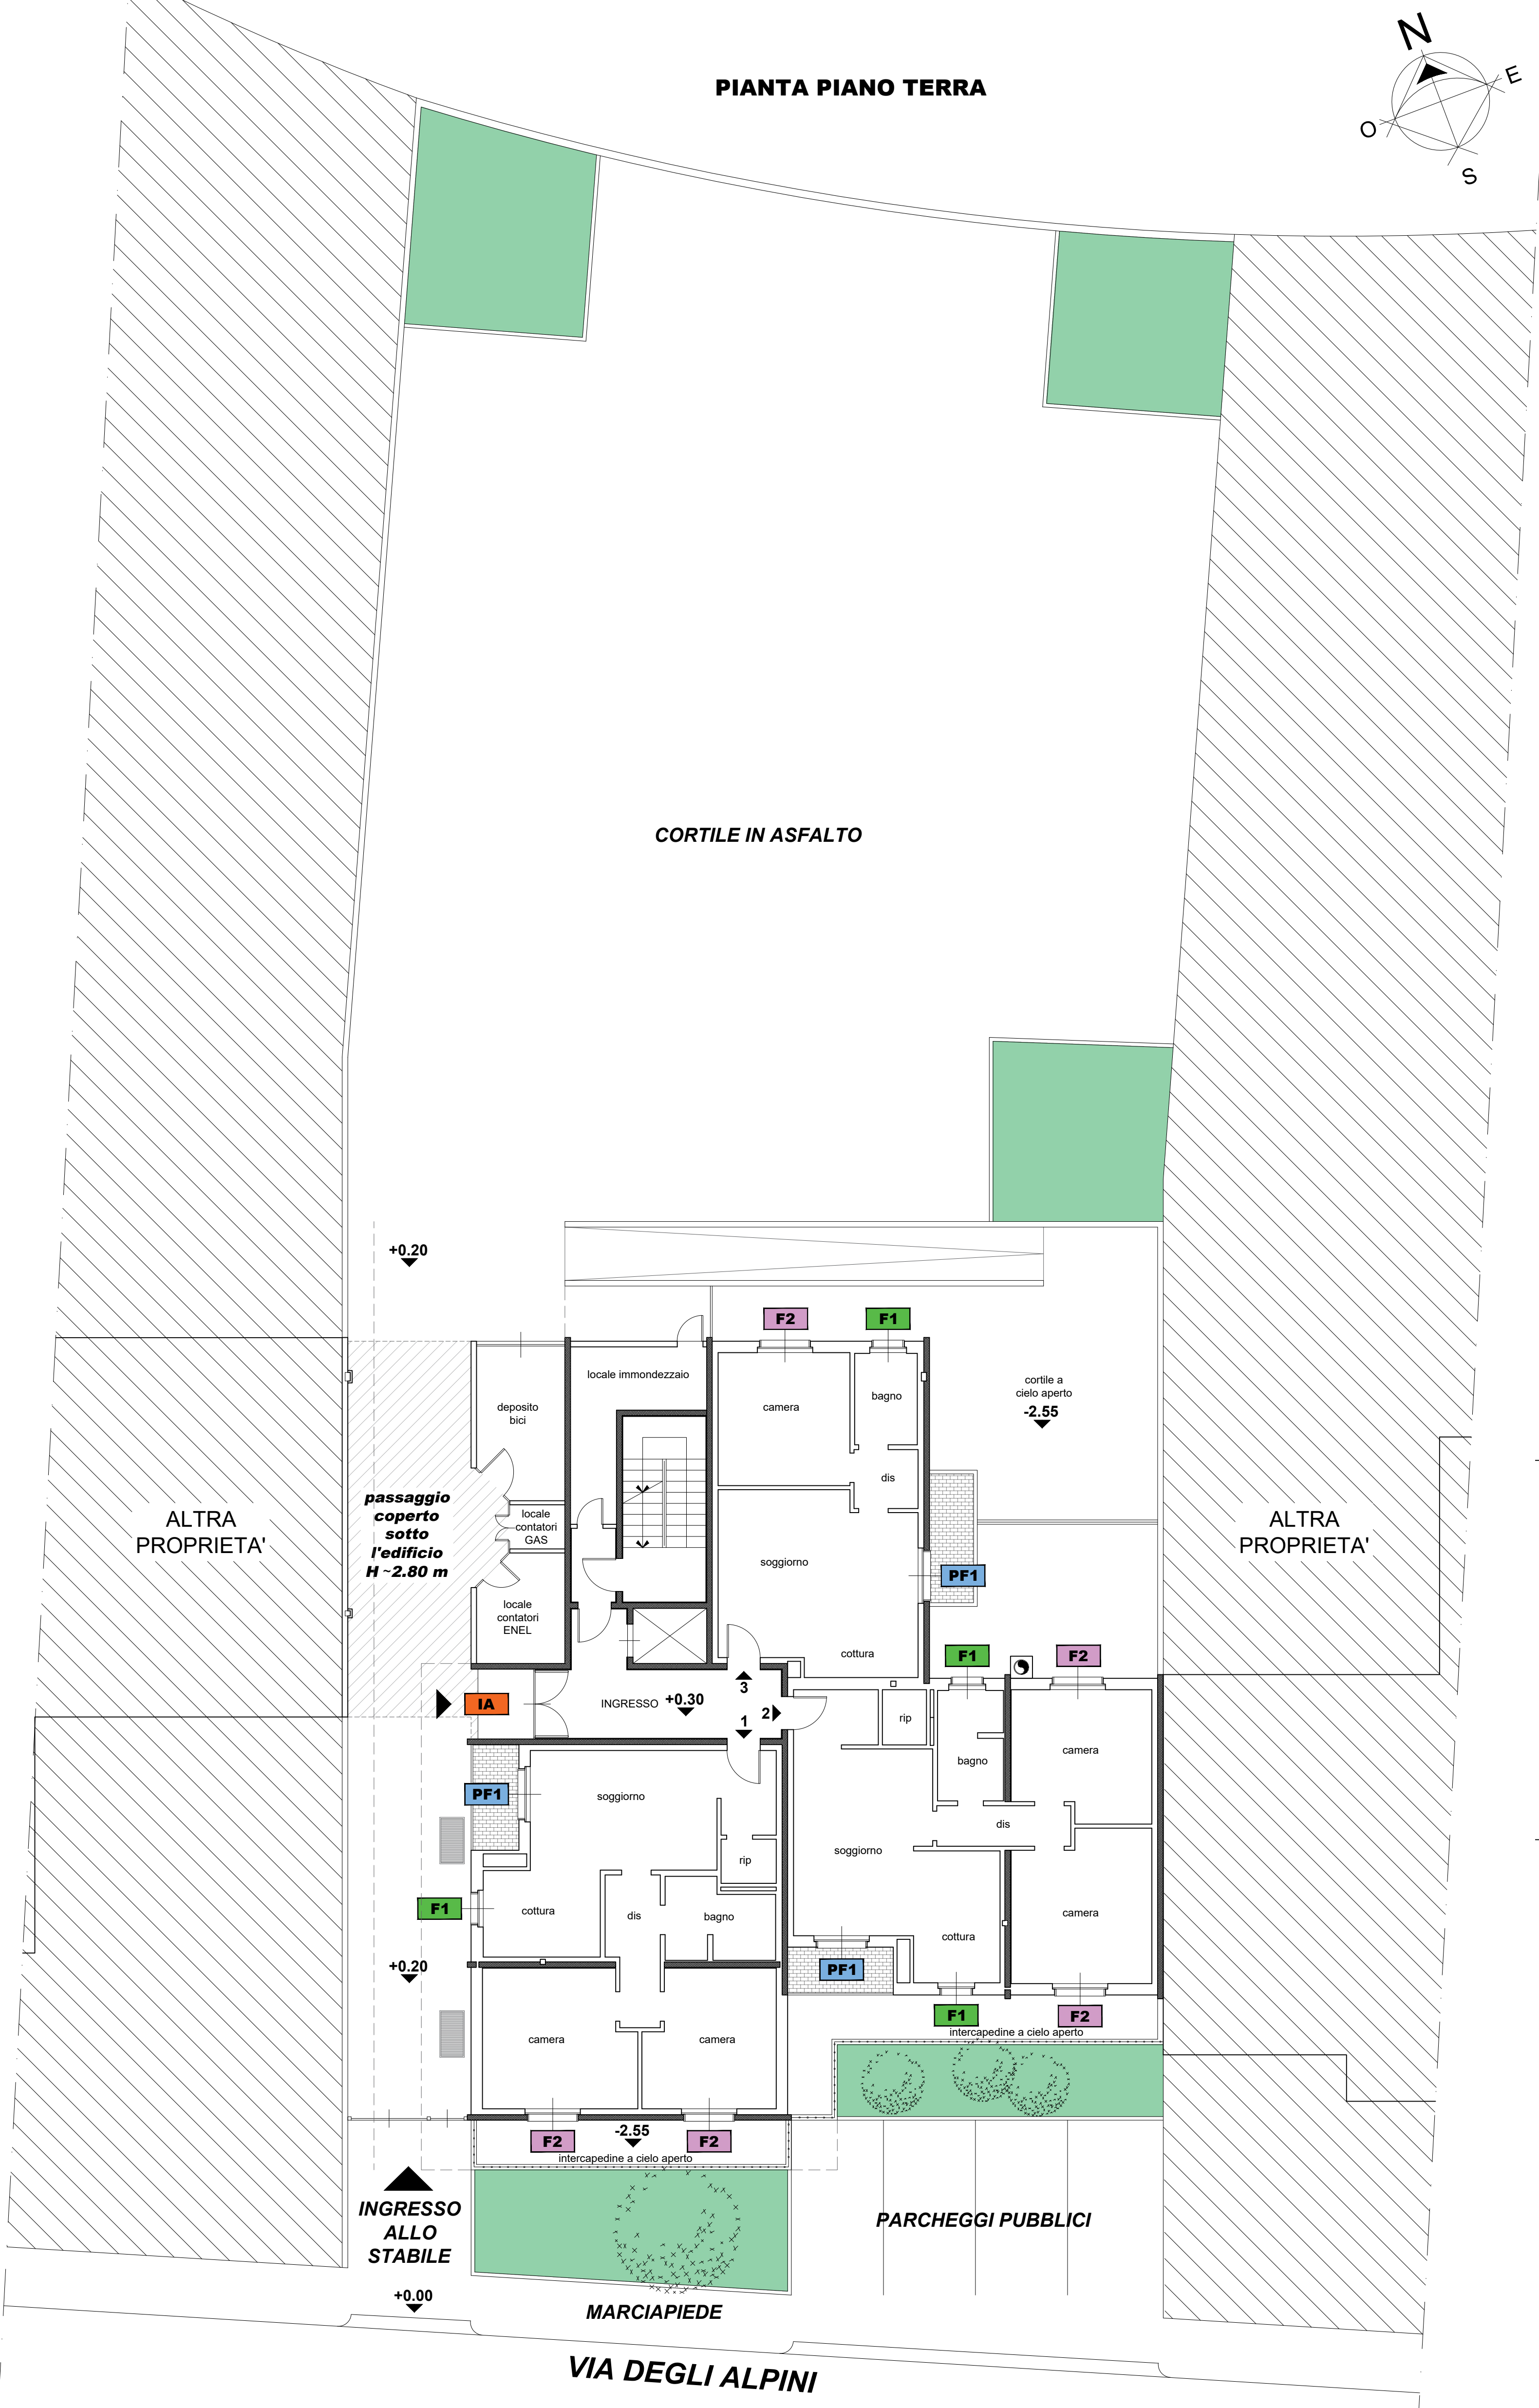 N
E
O
S
PIANTA PIANO TERRA
CORTILE IN ASFALTO
+0.20
F2
F1
locale immondezzaio
deposito
bici
camera
bagno
cortile a
cielo aperto
-2.55
dis
passaggio
coperto
sotto
l'edificio
H ~2.80 m
ALTRA
PROPRIETA'
locale
contatori
GAS
ALTRA
PROPRIETA'
soggiorno
PF1
locale
contatori
ENEL
cottura
F1
F2
IA
INGRESSO
+0.30
3
1
2
rip
bagno
camera
PF1
soggiorno
dis
soggiorno
rip
F1
cottura
dis
bagno
camera
cottura
+0.20
PF1
F1
F2
intercapedine a cielo aperto
camera
camera
F2
-2.55
F2
intercapedine a cielo aperto
INGRESSO
ALLO
STABILE
PARCHEGGI PUBBLICI
+0.00
MARCIAPIEDE
VIA DEGLI ALPINI